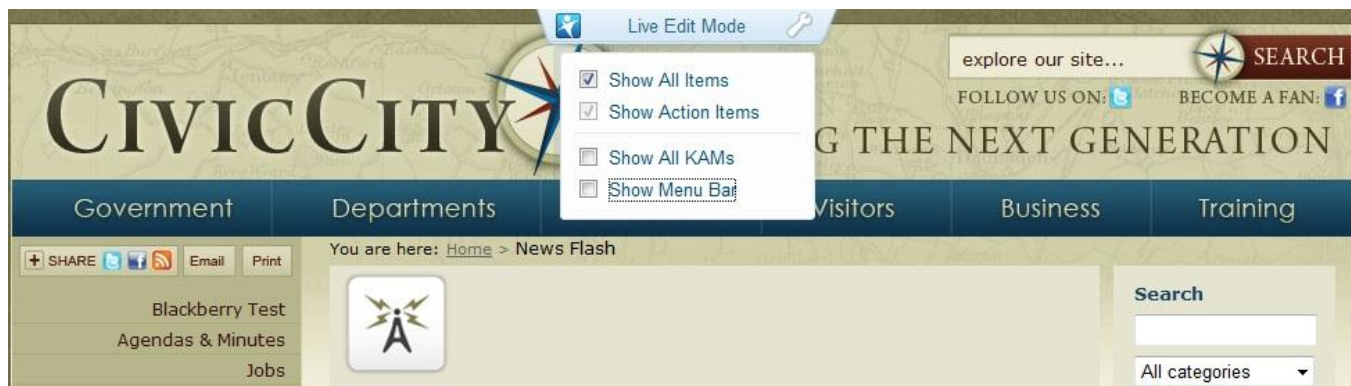 Live Edit Mode
Show All Items
Show Action Items
Show All KAMs
Show Menu Bar
CIVICCITY
explore our site...
SEARCH
FOLLOW US ON:
BECOME A FAN:
G THE NEXT GENERATION
Government Departments Visitors Business Training
+ SHARE Email Print
You are here: Home > News Flash
Blackberry Test
Agendas & Minutes
Jobs
Search
All categories